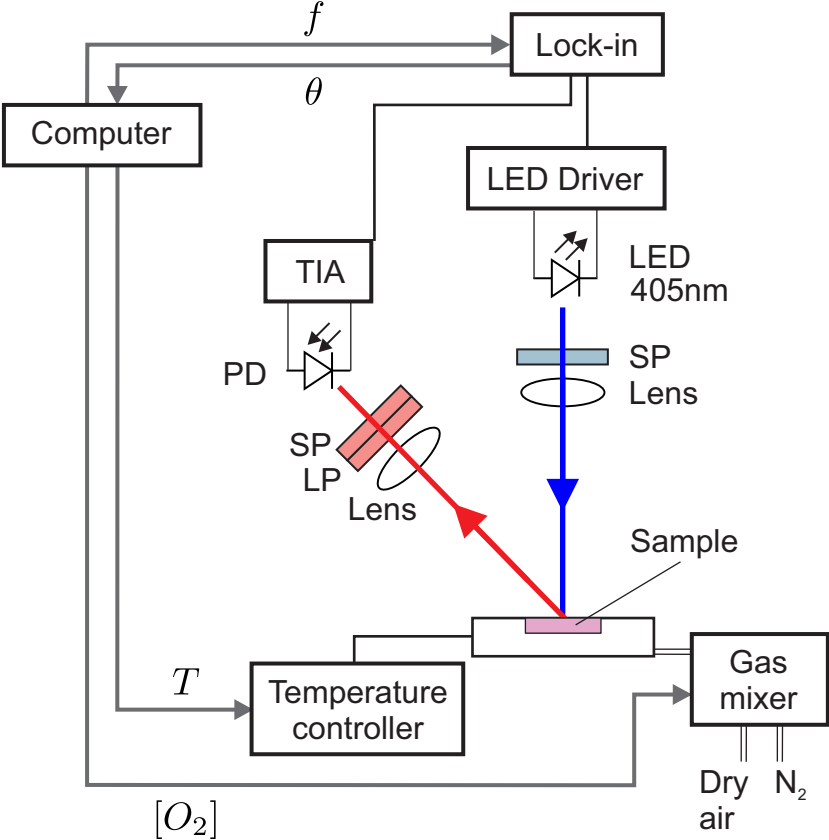 f
Lock-in
θ
Computer
LED Driver
TIA
LED
405nm
PD
SP
Lens
SP
LP
Lens
Sample
T
Temperature
controller
Gas
mixer
Dry
air
N₂
[O₂]